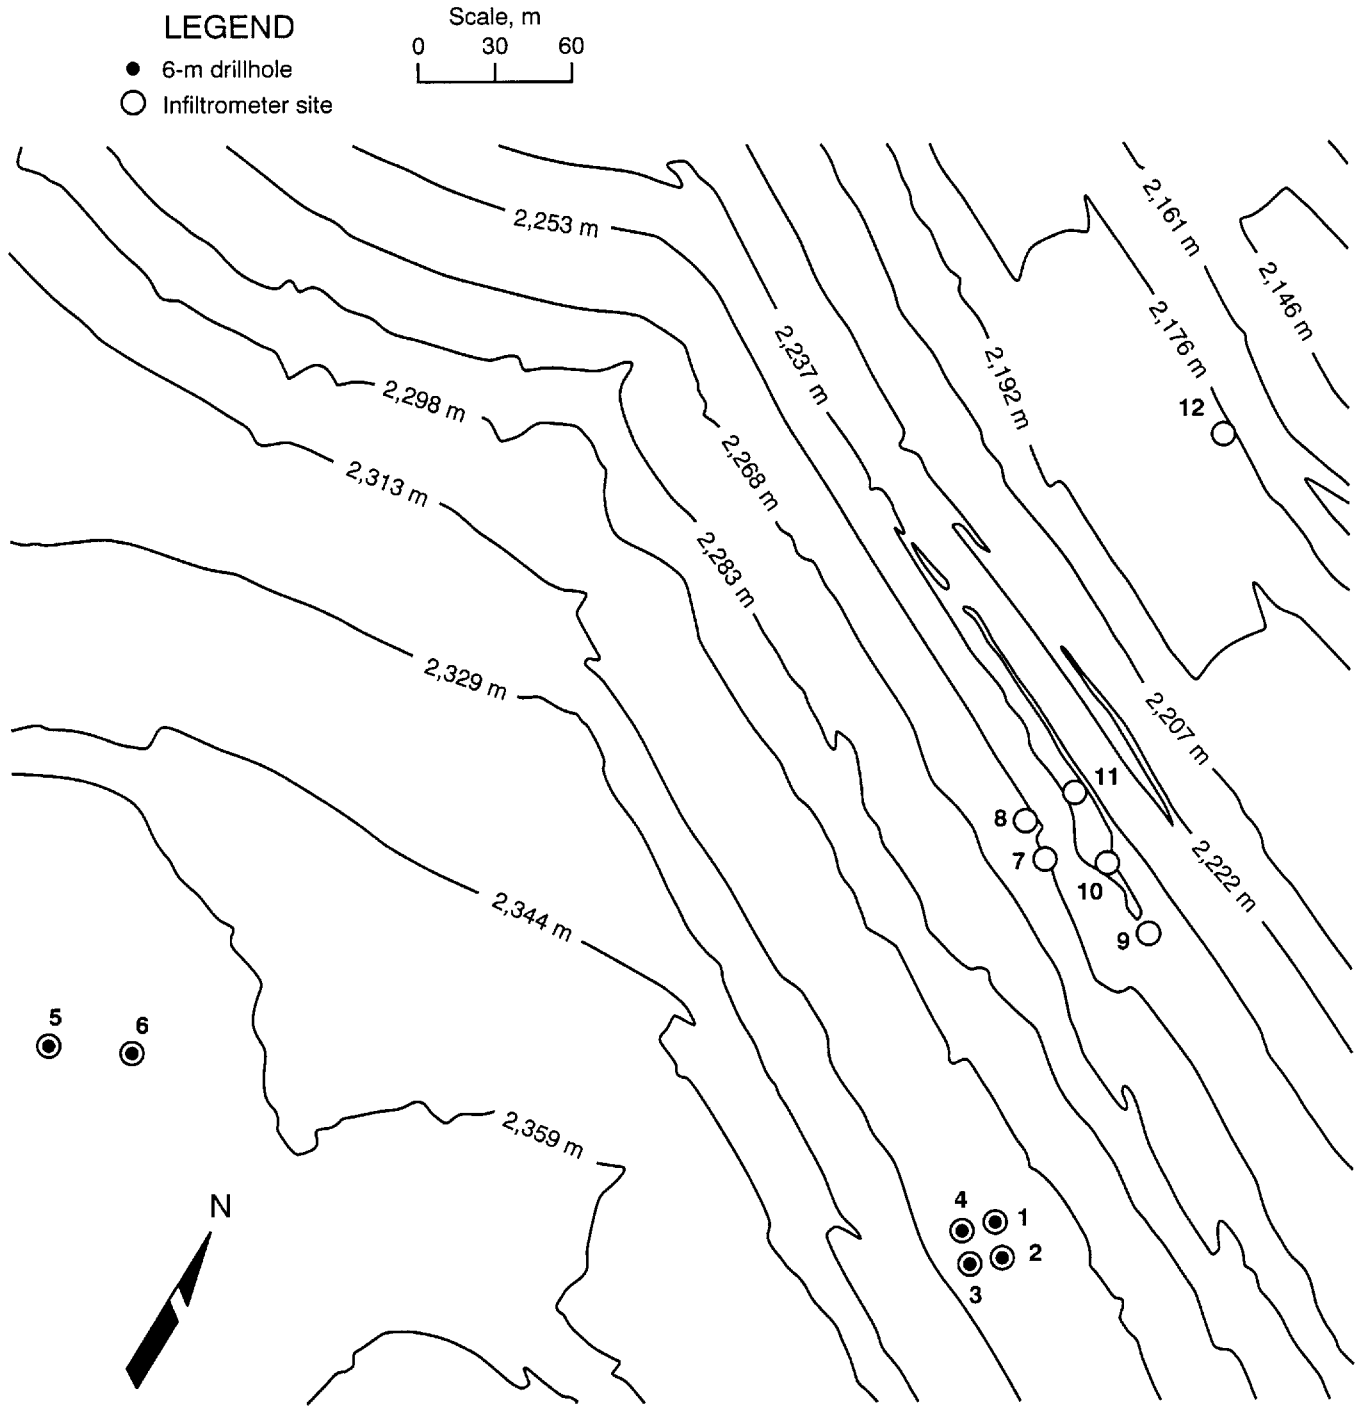 LEGEND
6-m drillhole
Infiltrometer site
Scale, m
0 30 60
2,253 m
2,161 m
2,146 m
2,176 m
2,237 m
2,192 m
12
2,298 m
2,268 m
2,313 m
2,283 m
2,329 m
2,207 m
11
8
7
2,222 m
10
2,344 m
9
5
6
2,359 m
N
4
1
2
3